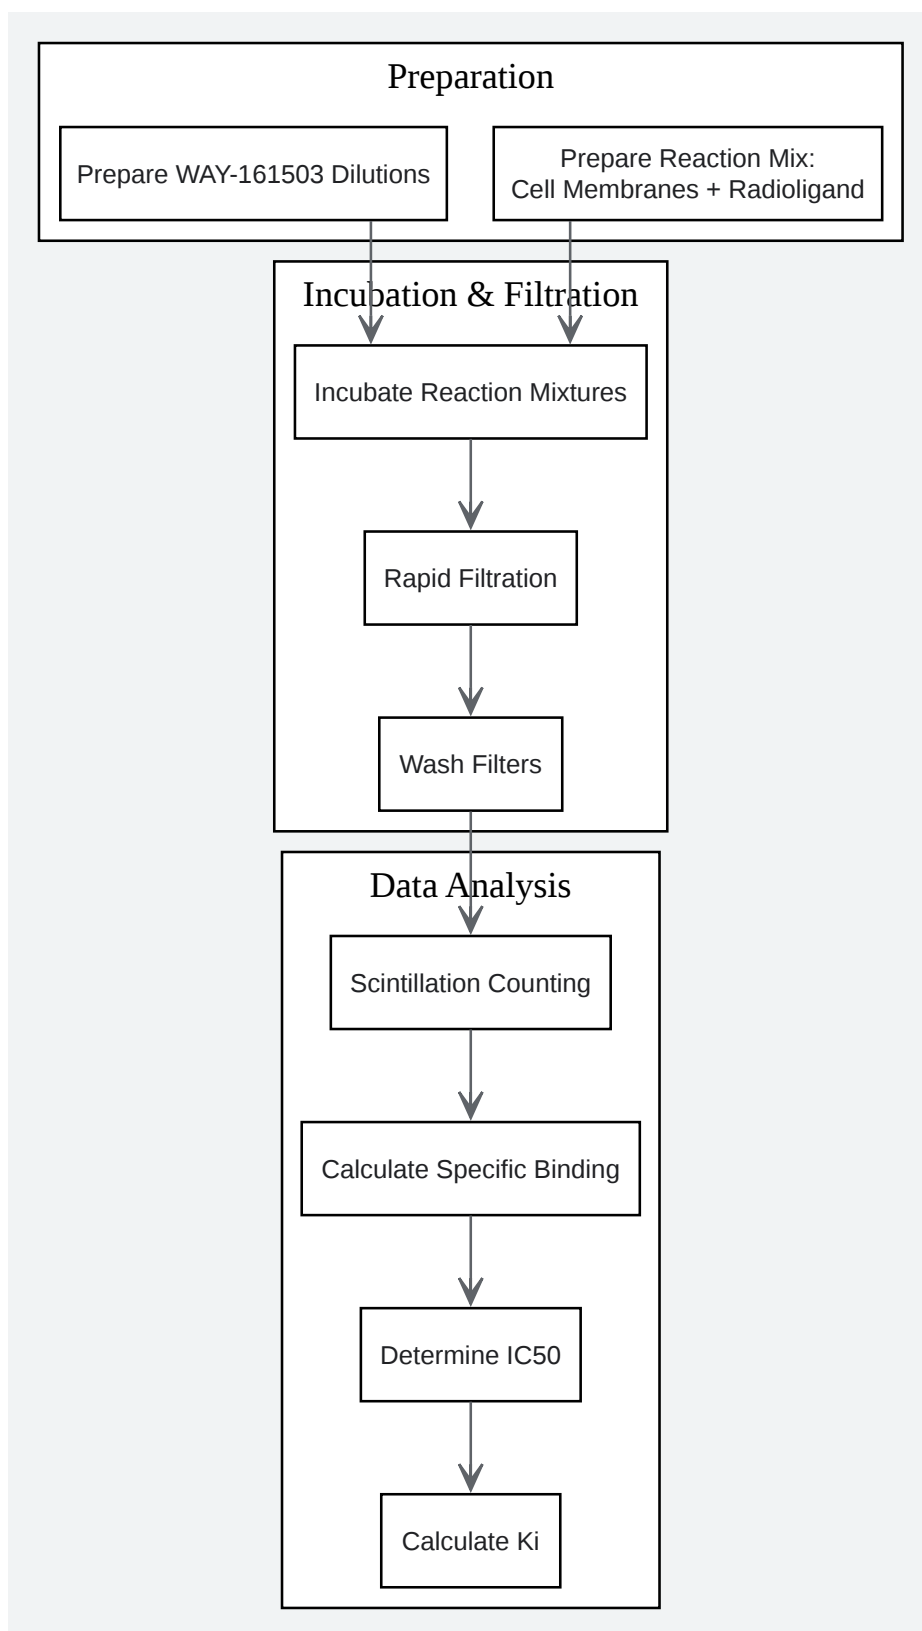 Preparation
Prepare WAY-161503 Dilutions
Prepare Reaction Mix:
Cell Membranes + Radioligand
Incubation & Filtration
Incubate Reaction Mixtures
Rapid Filtration
Wash Filters
Data Analysis
Scintillation Counting
Calculate Specific Binding
Determine IC50
Calculate Ki